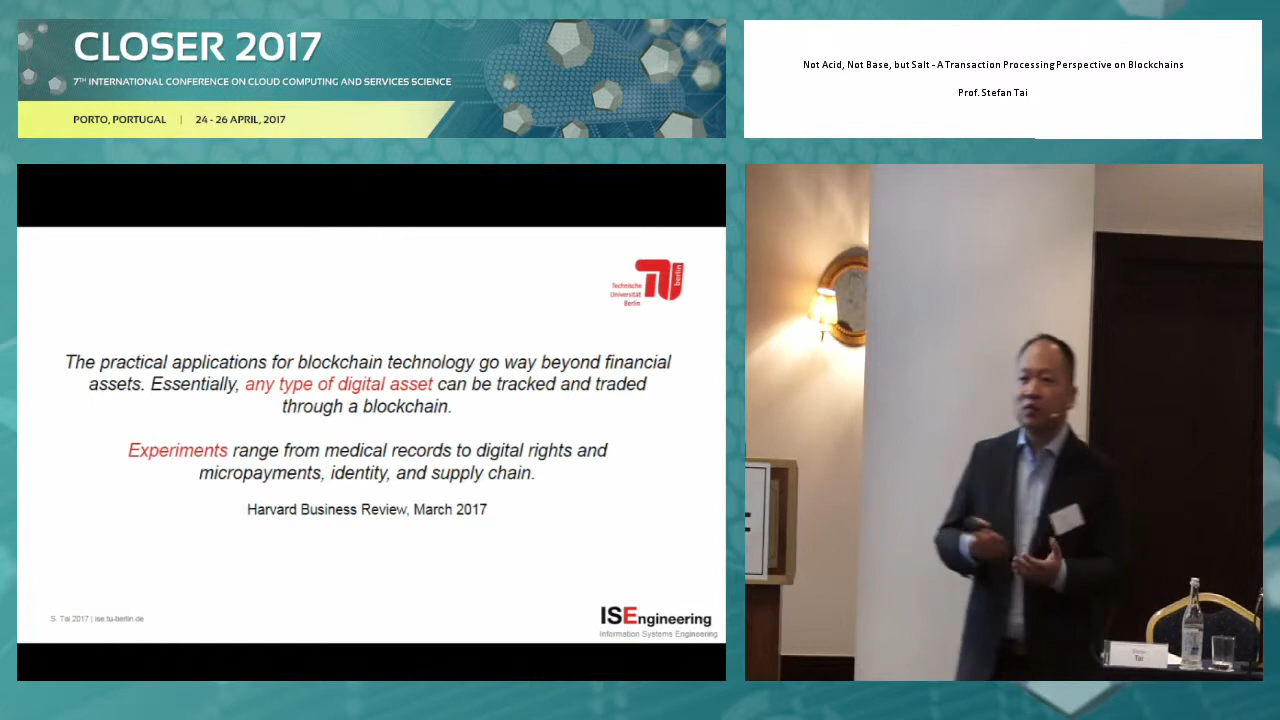 CLOSER 2017
7TH INTERNATIONAL CONFERENCE ON CLOUD COMPUTING AND SERVICES SCIENCE
PORTO, PORTUGAL | 24 - 26 APRIL, 2017
Not Acid, Not Base, but Salt - A Transaction Processing Perspective on Blockchains
Prof. Stefan Tai
Technische
Universität
Berlin
berlin
The practical applications for blockchain technology go way beyond financial
assets. Essentially, any type of digital asset can be tracked and traded
through a blockchain.
Experiments range from medical records to digital rights and
micropayments, identity, and supply chain.
Harvard Business Review, March 2017
S. Tai 2017 | ise.tu-berlin.de
ISEngineering
Information Systems Engineering
Tai